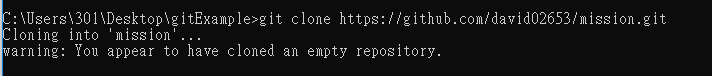 C:\Users\301\Desktop\gitExample>git clone https://github.com/david02653/mission.git
Cloning into 'mission'...
warning: You appear to have cloned an empty repository.